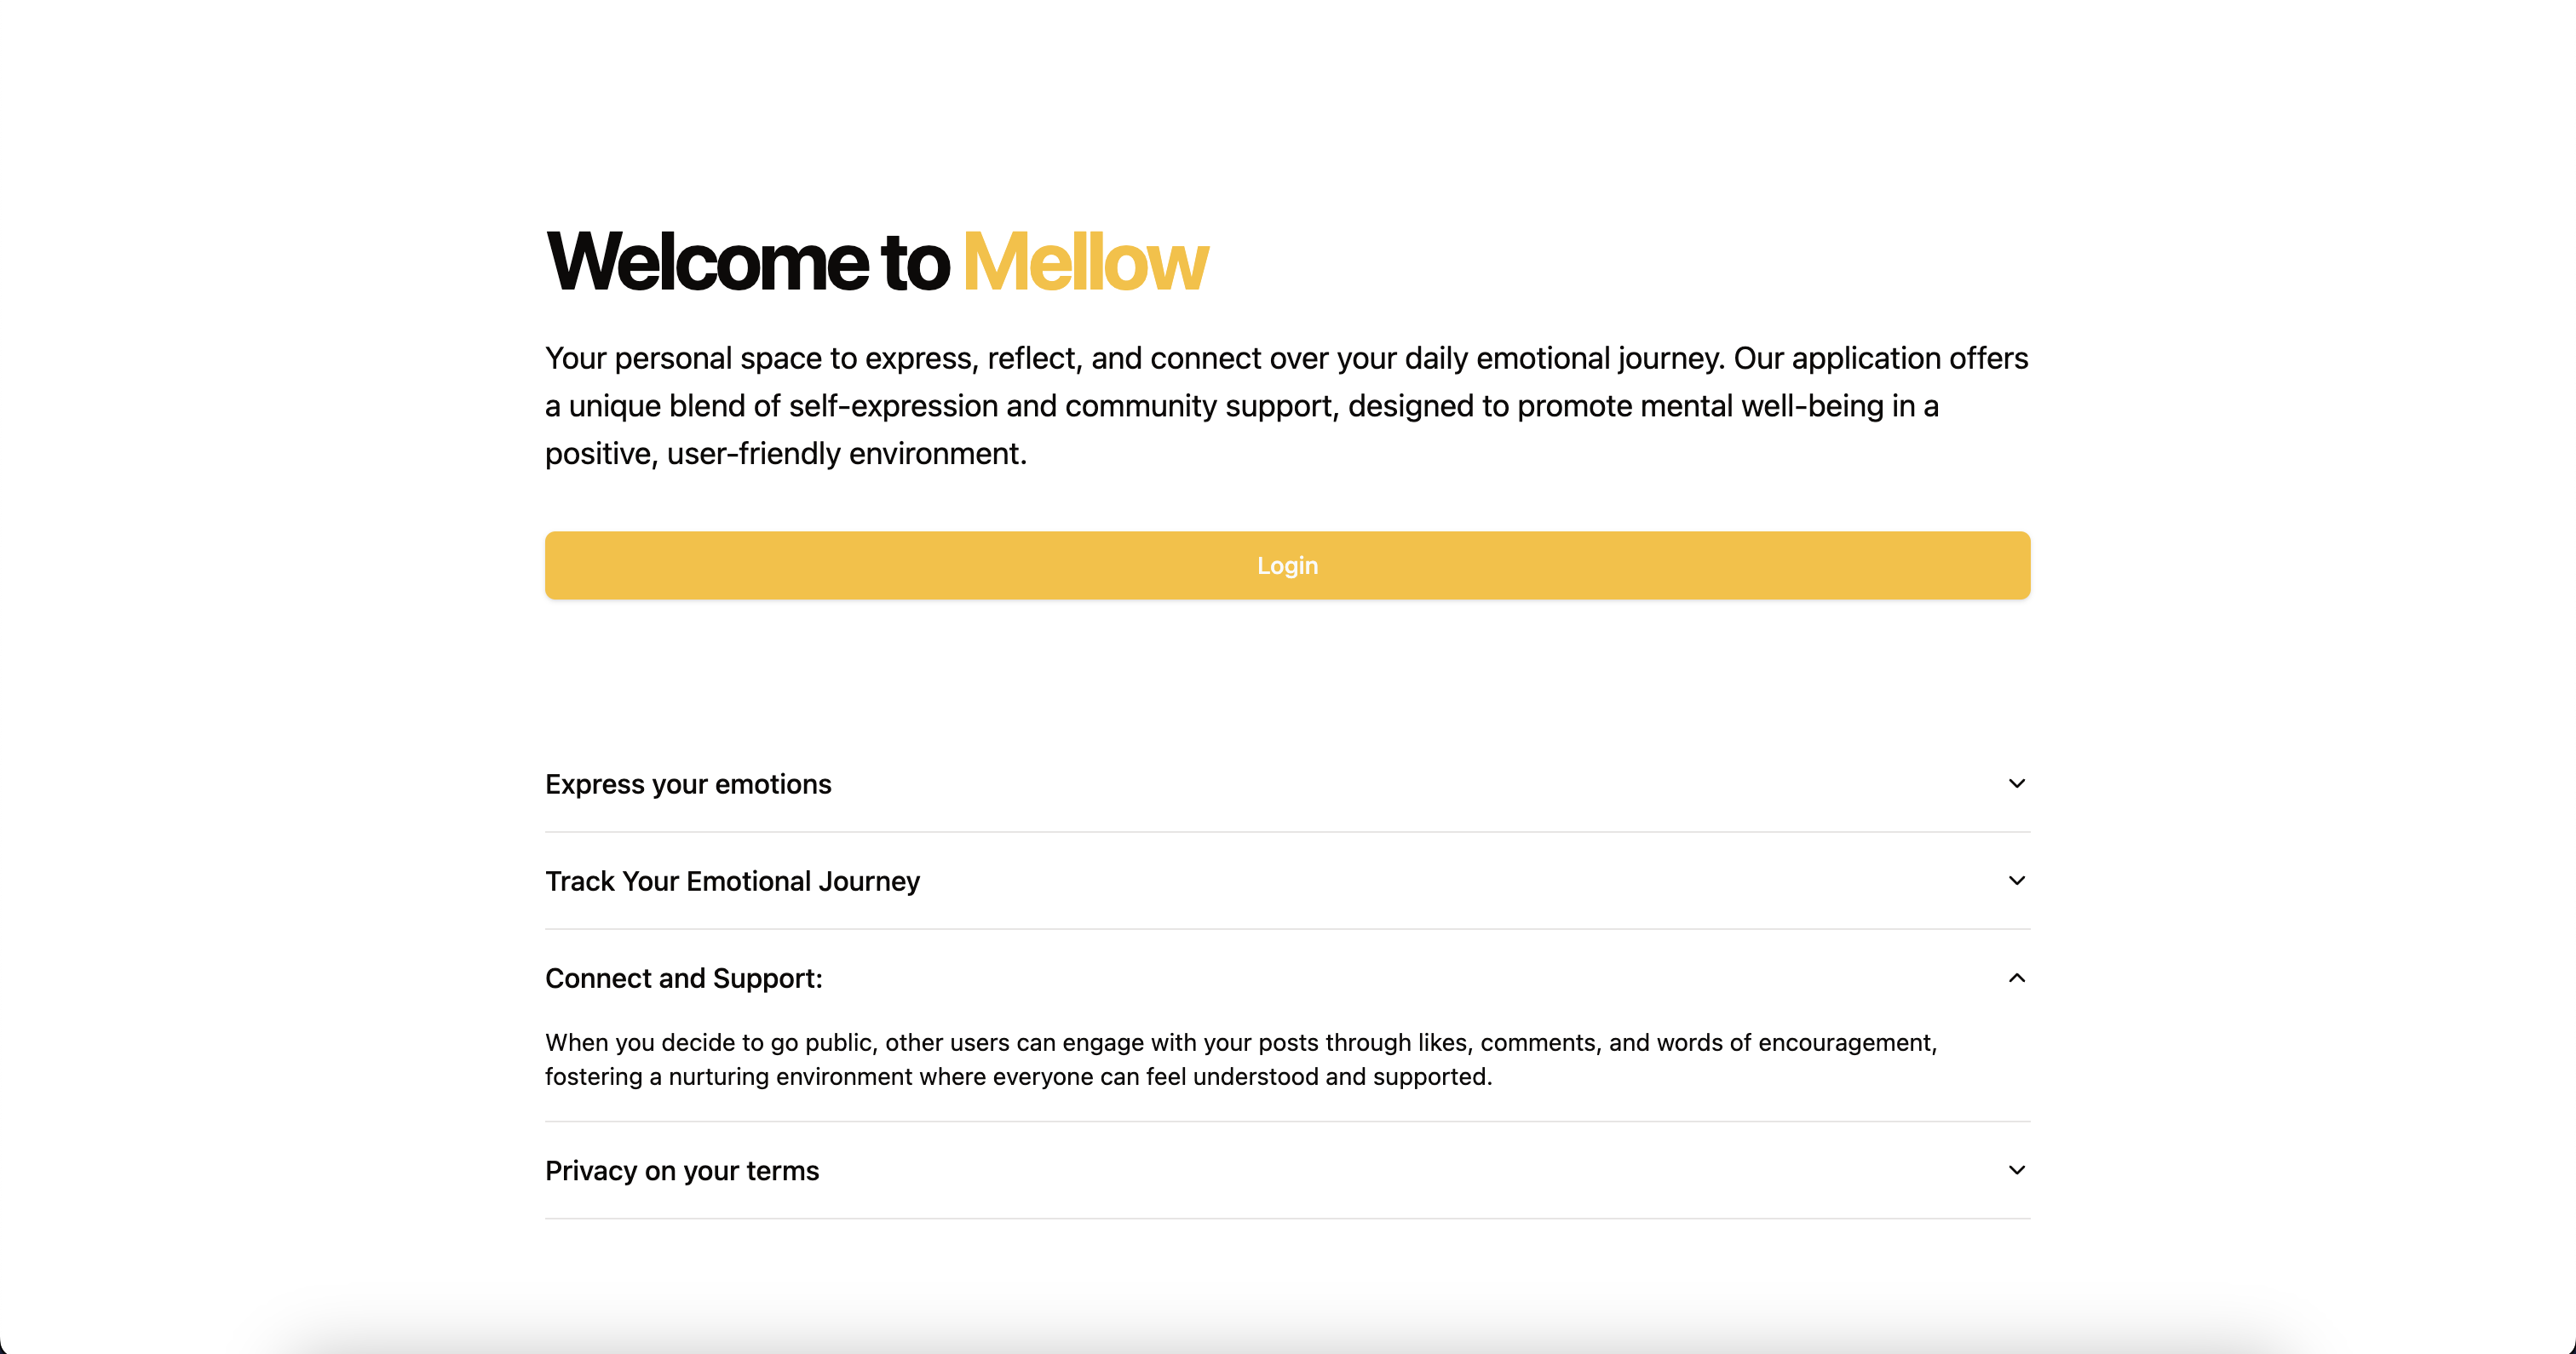 Welcome to Mellow
Your personal space to express, reflect, and connect over your daily emotional journey. Our application offers
a unique blend of self-expression and community support, designed to promote mental well-being in a
positive, user-friendly environment.
Login
Express your emotions
Track Your Emotional Journey
Connect and Support:
When you decide to go public, other users can engage with your posts through likes, comments, and words of encouragement,
fostering a nurturing environment where everyone can feel understood and supported.
Privacy on your terms